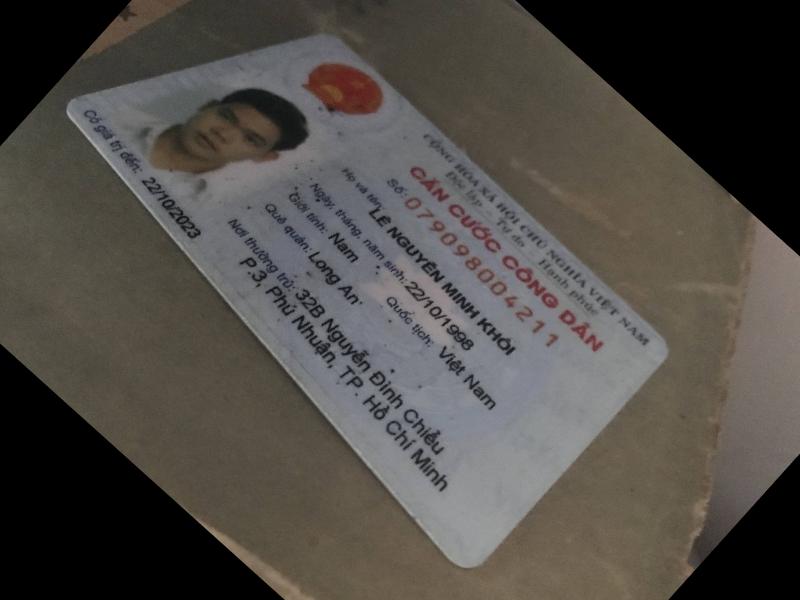 CỘNG HÒA XÃ HỘI CHỦ NGHĨA VIỆT NAM
Độc lập - Tự do - Hạnh phúc
CĂN CƯỚC CÔNG DÂN
Số: 079098004211
Họ và tên: LÊ NGUYỄN MINH KHÔI
Ngày, tháng, năm sinh: 22/10/1998
Giới tính: Nam Quốc tịch: Việt Nam
Quê quán: Long An
Nơi thường trú: 32B Nguyễn Đình Chiểu
P.3, Phú Nhuận, TP. Hồ Chí Minh
Có giá trị đến: 22/10/2023